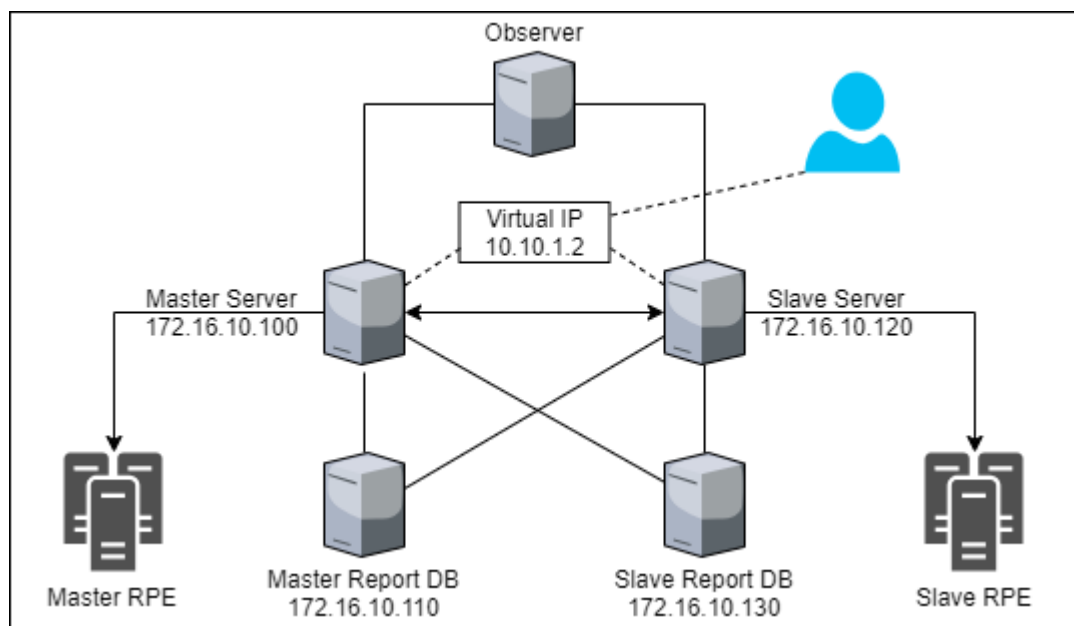 Observer
Virtual IP
10.10.1.2
Master Server
172.16.10.100
Slave Server
172.16.10.120
Master RPE
Master Report DB
172.16.10.110
Slave Report DB
172.16.10.130
Slave RPE